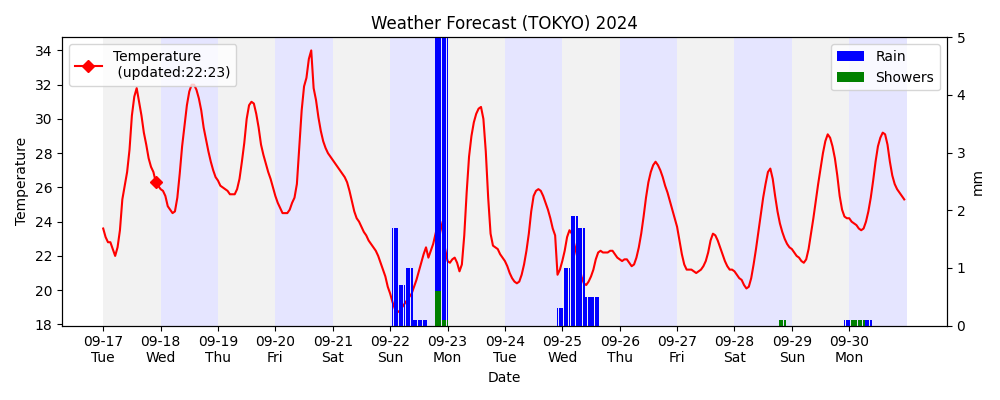 Weather Forecast (TOKYO) 2024
Temperature
(updated:22:23)
Rain
Showers
Temperature
34
32
30
28
26
24
22
20
18
5
4
3
2
1
0
mm
09-17 09-18 09-19 09-20 09-21 09-22 09-23 09-24 09-25 09-26 09-27 09-28 09-29 09-30
Tue Wed Thu Fri Sat Sun Mon Tue Wed Thu Fri Sat Sun Mon
Date